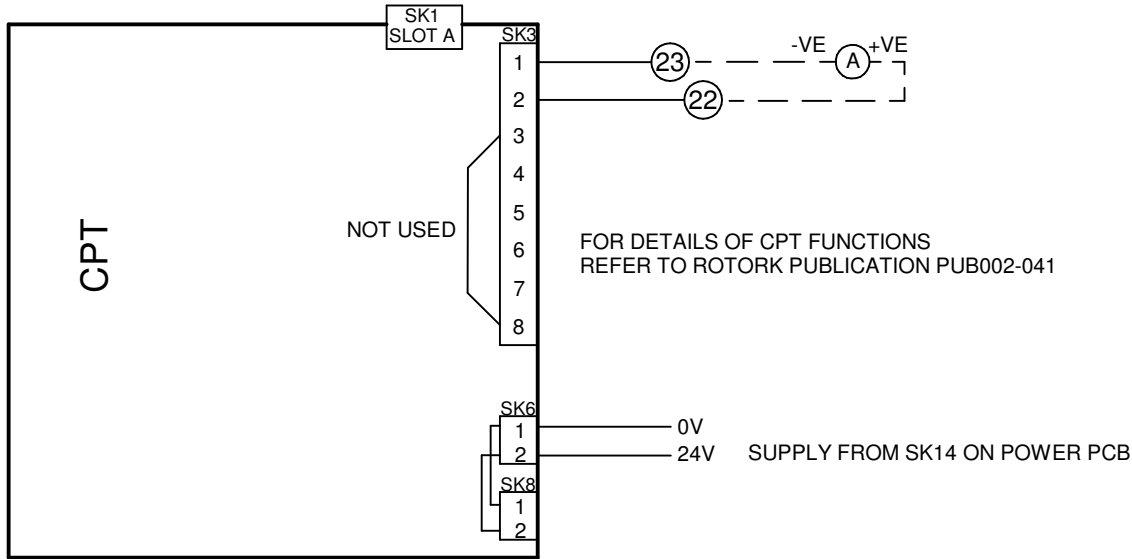 SK1
SLOT A
SK3
1
23
-VE
A
+VE
2
22
3
4
5
6
7
8
NOT USED
CPT
FOR DETAILS OF CPT FUNCTIONS
REFER TO ROTORK PUBLICATION PUB002-041
SK6
1
0V
2
24V
SUPPLY FROM SK14 ON POWER PCB
SK8
1
2